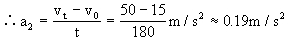 ∴ a₂ = (vₜ − v₀)/t = (50 − 15)/180 m / s² ≈ 0.19m / s²